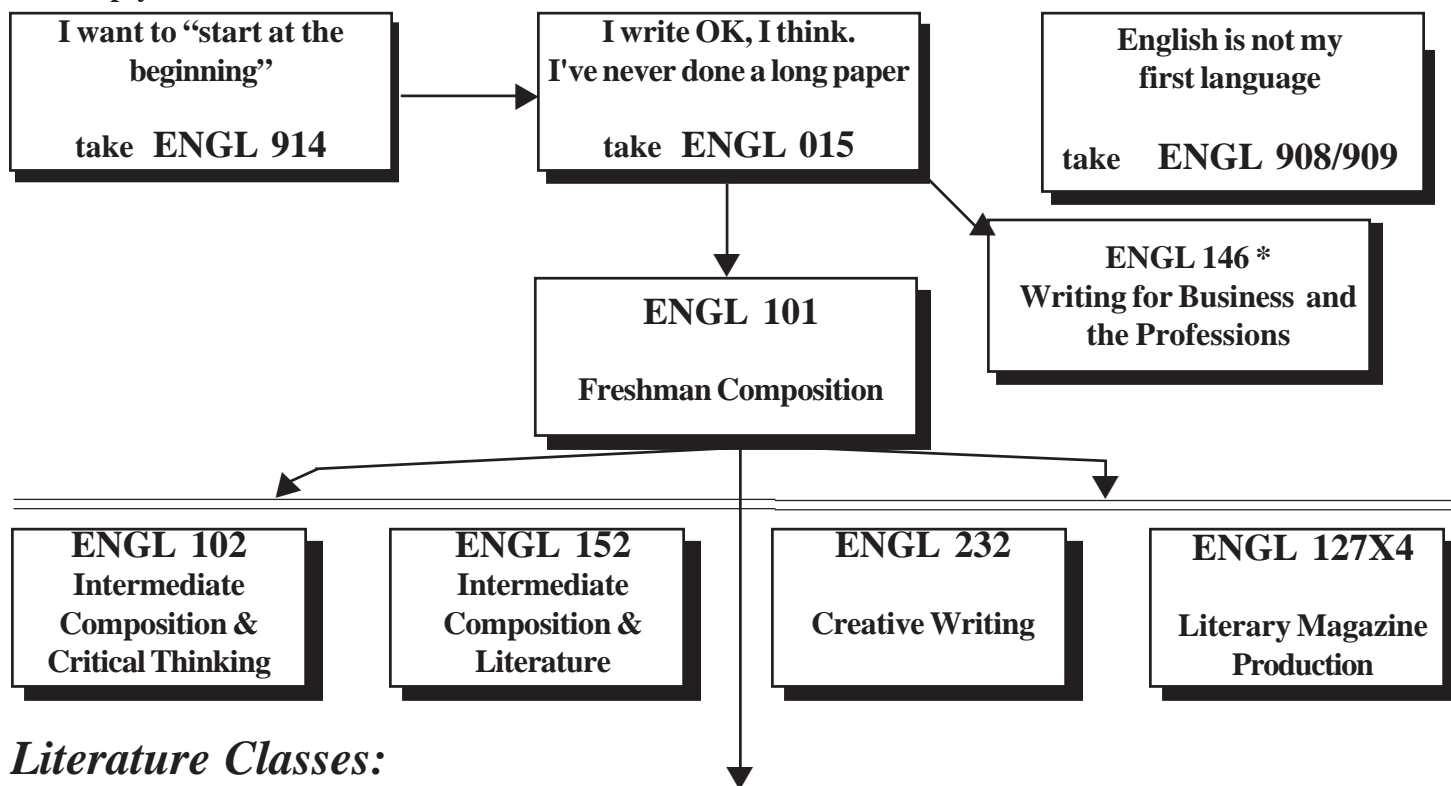 I want to “start at the
beginning”
take ENGL 914
I write OK, I think.
I've never done a long paper
take ENGL 015
English is not my
first language
take ENGL 908/909
ENGL 146 *
Writing for Business and
the Professions
ENGL 101
Freshman Composition
ENGL 102
Intermediate
Composition &
Critical Thinking
ENGL 152
Intermediate
Composition &
Literature
ENGL 232
Creative Writing
ENGL 127X4
Literary Magazine
Production
Literature Classes: